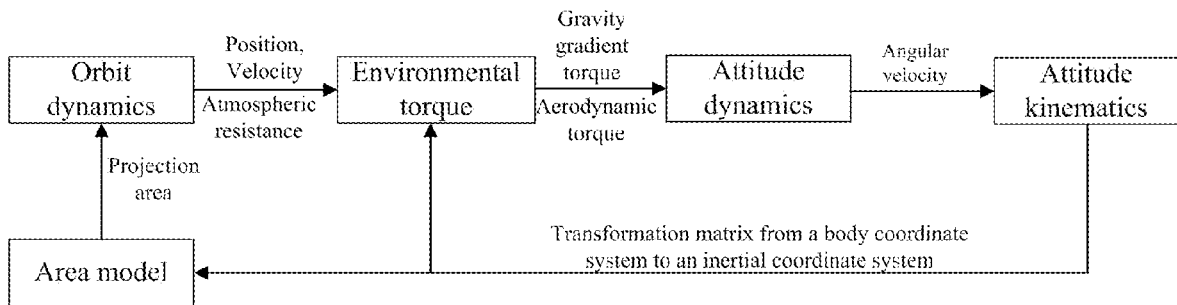 Orbit
dynamics
Position,
Velocity
Atmospheric
resistance
Environmental
torque
Gravity
gradient
torque
Aerodynamic
torque
Attitude
dynamics
Angular
velocity
Attitude
kinematics
Projection
area
Area model
Transformation matrix from a body coordinate
system to an inertial coordinate system